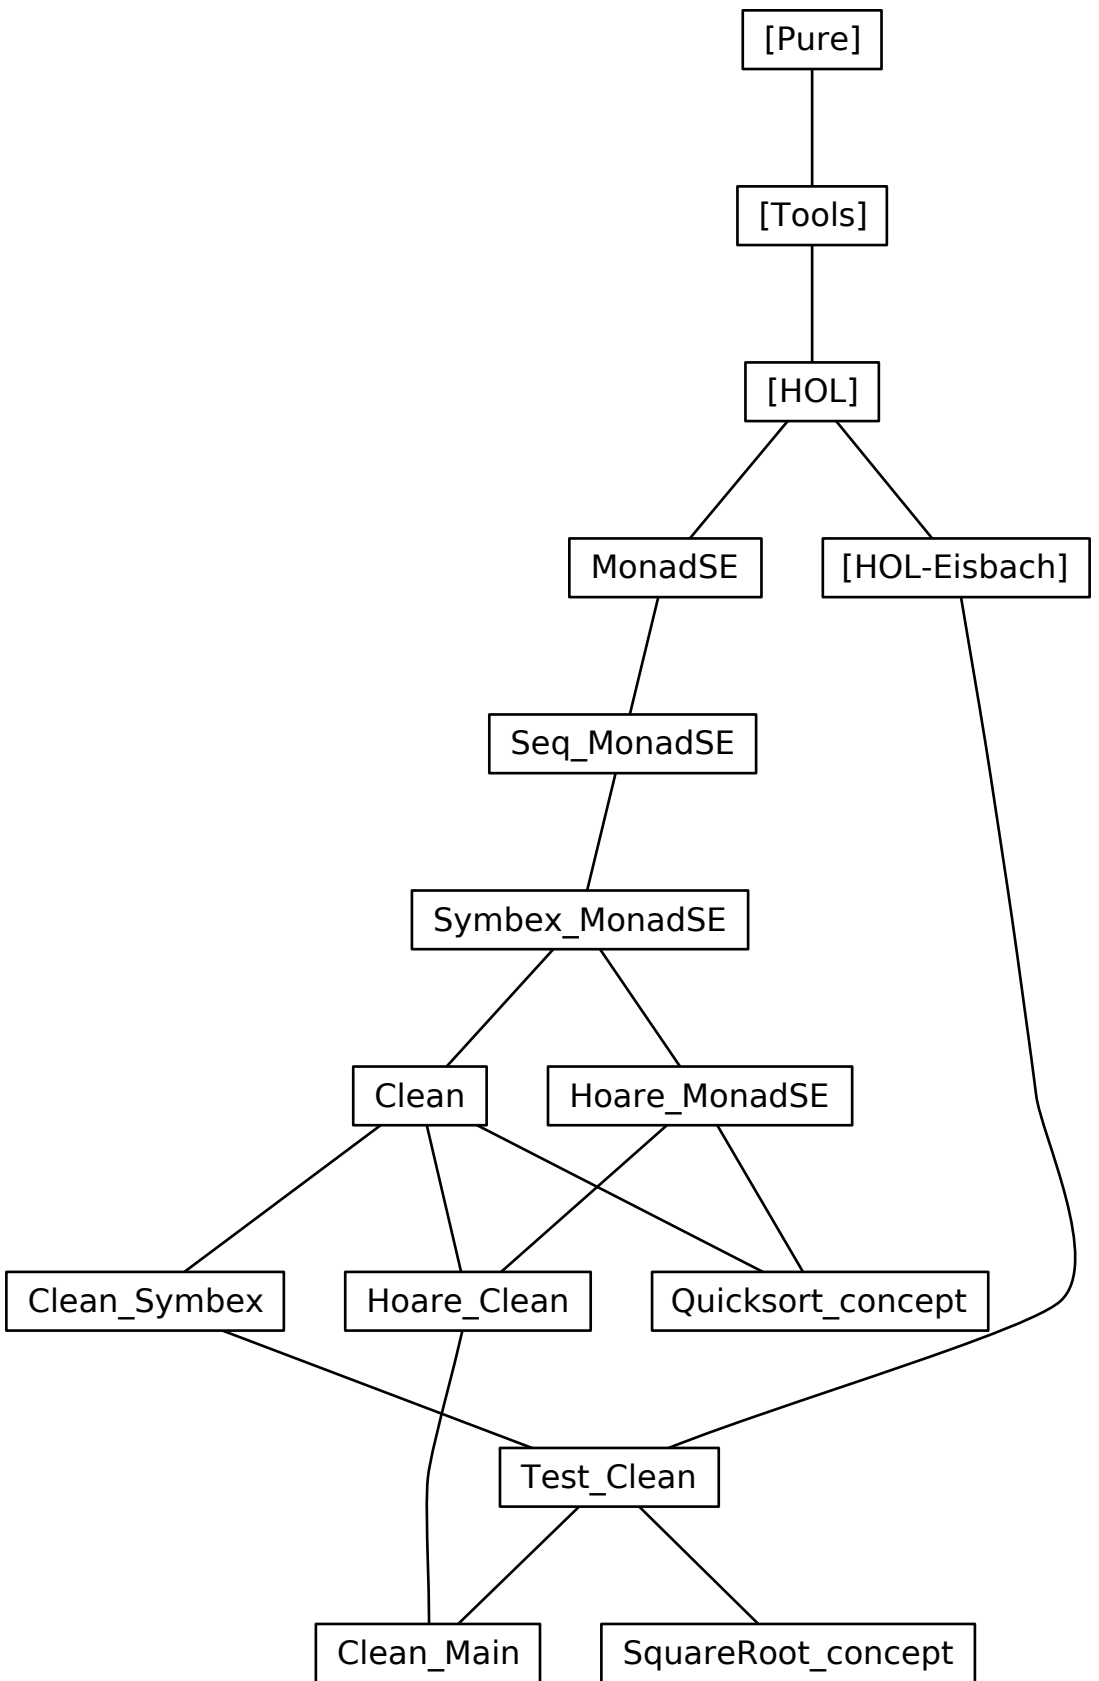 [Pure]
[Tools]
[HOL]
MonadSE
[HOL-Eisbach]
Seq_MonadSE
Symbex_MonadSE
Clean
Hoare_MonadSE
Clean_Symbex
Hoare_Clean
Quicksort_concept
Test_Clean
Clean_Main
SquareRoot_concept